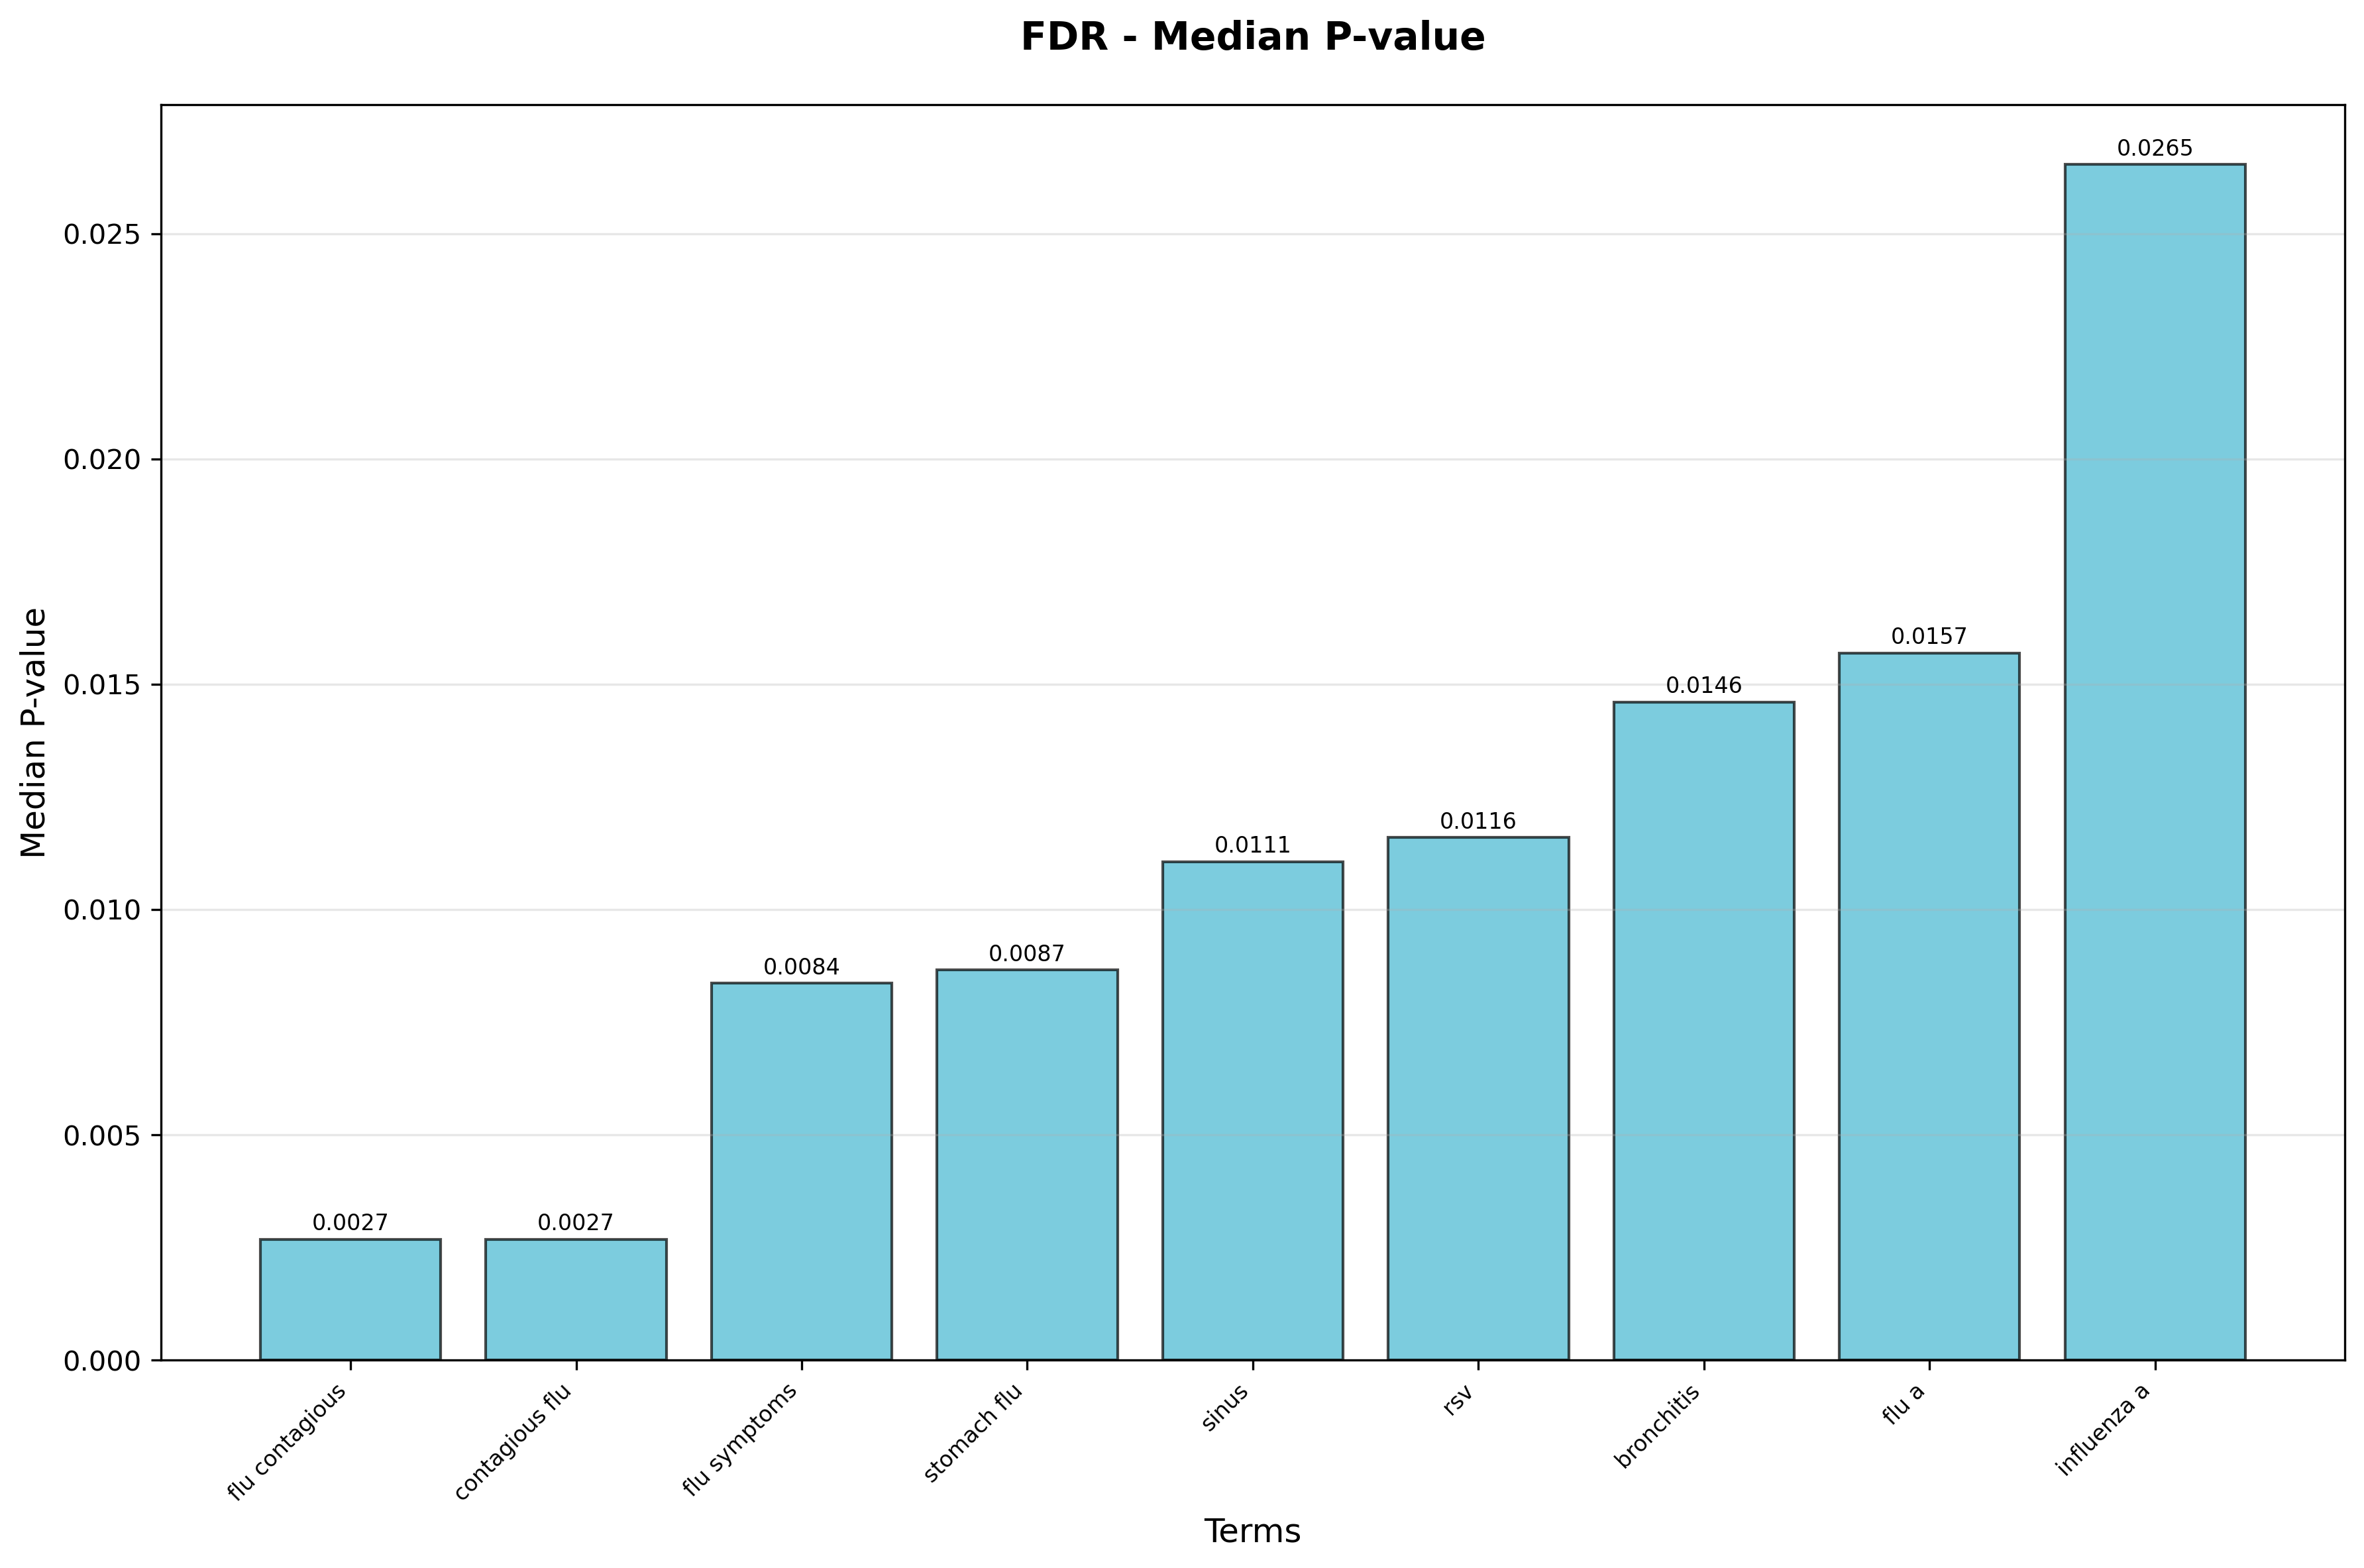 FDR - Median P-value
Median P-value
0.025
0.020
0.015
0.010
0.005
0.000
0.0027
0.0027
0.0084
0.0087
0.0111
0.0116
0.0146
0.0157
0.0265
flu contagious
contagious flu
flu symptoms
stomach flu
sinus
rsv
bronchitis
flu a
influenza a
Terms